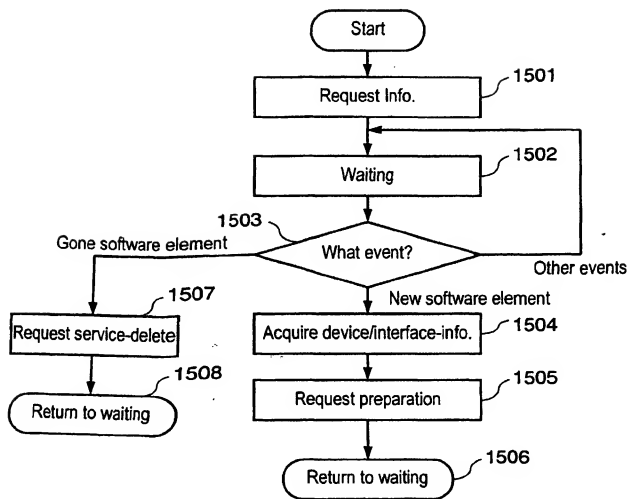 Start
1501
Request Info.
1502
Waiting
1503
Gone software element
What event?
Other events
New software element
1507
Request service-delete
1504
Acquire device/interface-info.
1508
Return to waiting
1505
Request preparation
1506
Return to waiting